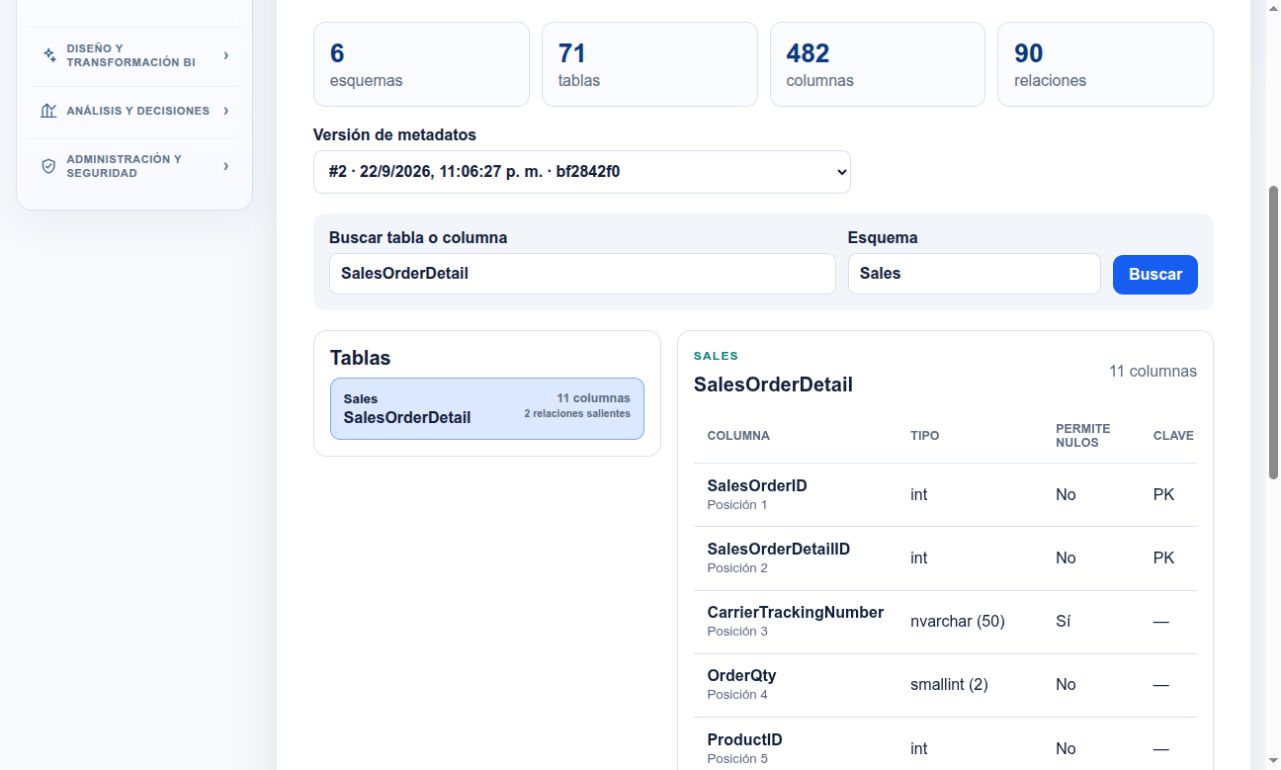 DISEÑO Y
TRANSFORMACIÓN BI
ANÁLISIS Y DECISIONES
ADMINISTRACIÓN Y
SEGURIDAD
6
esquemas
71
tablas
482
columnas
90
relaciones
Versión de metadatos
#2 · 22/9/2026, 11:06:27 p. m. · bf2842f0
Buscar tabla o columna
Esquema
SalesOrderDetail
Sales
Buscar
Tablas
Sales
11 columnas
SalesOrderDetail
2 relaciones salientes
SALES
SalesOrderDetail
11 columnas
COLUMNA TIPO PERMITE NULOS CLAVE
SalesOrderID int No PK
Posición 1
SalesOrderDetailID int No PK
Posición 2
CarrierTrackingNumber nvarchar (50) Sí —
Posición 3
OrderQty smallint (2) No —
Posición 4
ProductID int No —
Posición 5